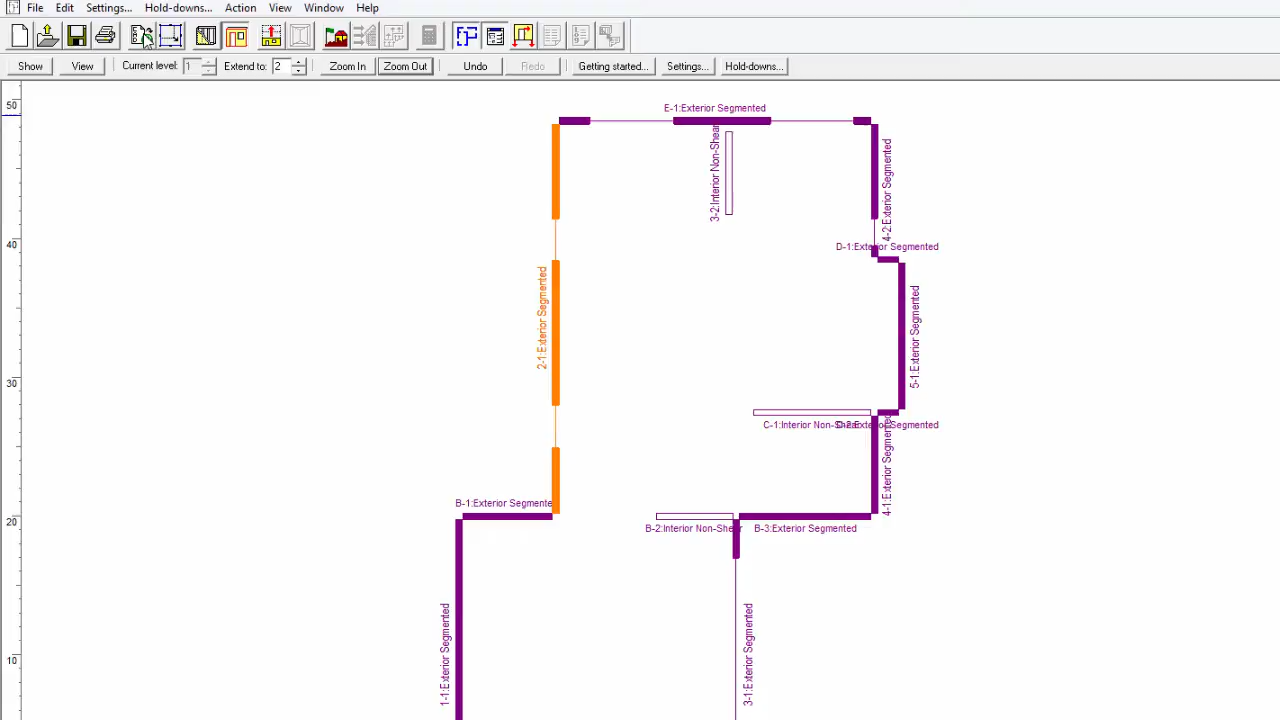 File Edit Settings... Hold-downs... Action View Window Help
Show View Current level: 1 Extend to: 2 Zoom In Zoom Out Undo Redo Getting started... Settings... Hold-downs...
50
E-1:Exterior Segmented
3-2:Interior Non-Shear
4-2:Exterior Segmented
40
D-1:Exterior Segmented
2-1:Exterior Segmented
5-1:Exterior Segmented
30
C-1:Interior Non-Shear
D-2:Exterior Segmented
4-1:Exterior Segmented
B-1:Exterior Segmente
20
B-2:Interior Non-Shear
B-3:Exterior Segmented
1-1:Exterior Segmented
3-1:Exterior Segmented
10